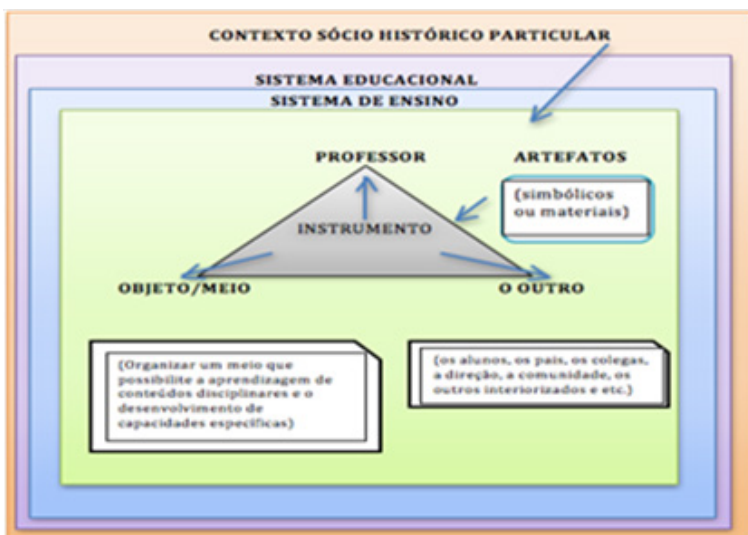 CONTEXTO SÓCIO HISTÓRICO PARTICULAR
SISTEMA EDUCACIONAL
SISTEMA DE ENSINO
PROFESSOR
ARTEFATOS
(simbólicos
ou materiais)
INSTRUMENTO
OBJETO/MEIO
O OUTRO
(Organizar um meio que
possibilite a aprendizagem de
conteúdos disciplinares e o
desenvolvimento de
capacidades específicas)
(os alunos, os pais, os colegas,
a direção, a comunidade, os
outros interiorizados e etc.)